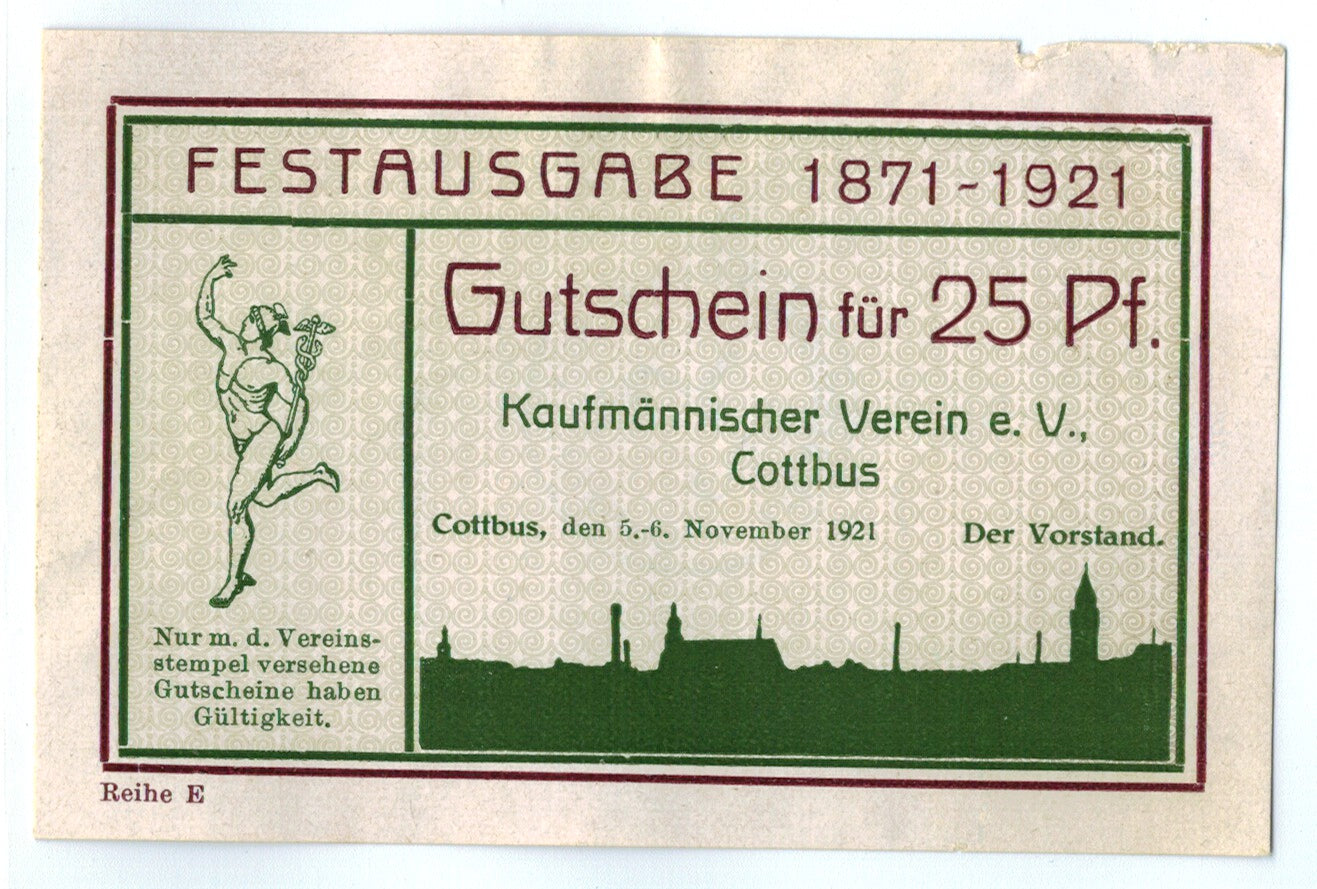 FESTAUSGABE 1871-1921
Gutschein für 25 Pf.
Kaufmännischer Verein e. V.,
Cottbus
Cottbus, den 5.-6. November 1921 Der Vorstand.
Nur m. d. Vereins-
stempel versehene
Gutscheine haben
Gültigkeit.
Reihe E